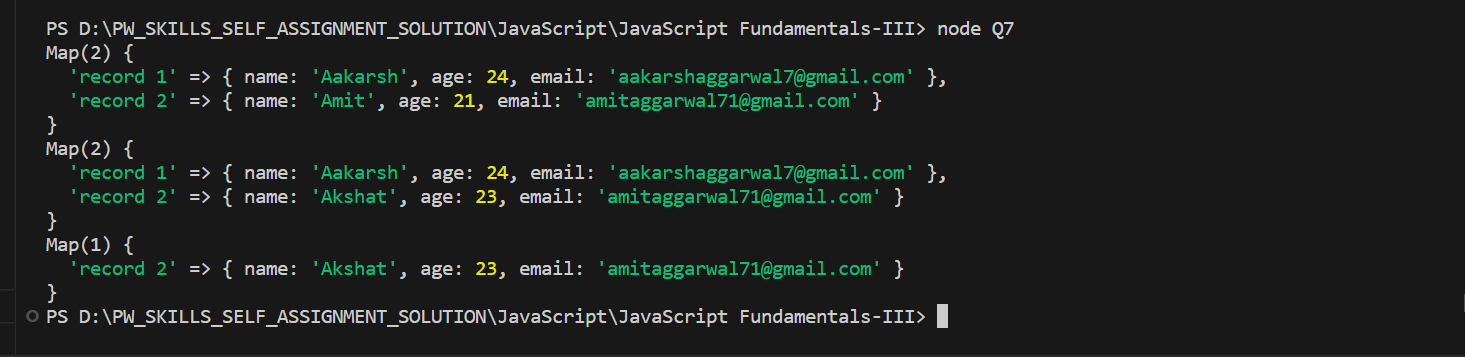 PS D:\PW_SKILLS_SELF_ASSIGNMENT_SOLUTION\JavaScript\JavaScript Fundamentals-III> node Q7
Map(2) {
  'record 1' => { name: 'Aakarsh', age: 24, email: 'aakarshaggarwal7@gmail.com' },
  'record 2' => { name: 'Amit', age: 21, email: 'amitaggarwal71@gmail.com' }
}
Map(2) {
  'record 1' => { name: 'Aakarsh', age: 24, email: 'aakarshaggarwal7@gmail.com' },
  'record 2' => { name: 'Akshat', age: 23, email: 'amitaggarwal71@gmail.com' }
}
Map(1) {
  'record 2' => { name: 'Akshat', age: 23, email: 'amitaggarwal71@gmail.com' }
}
PS D:\PW_SKILLS_SELF_ASSIGNMENT_SOLUTION\JavaScript\JavaScript Fundamentals-III>